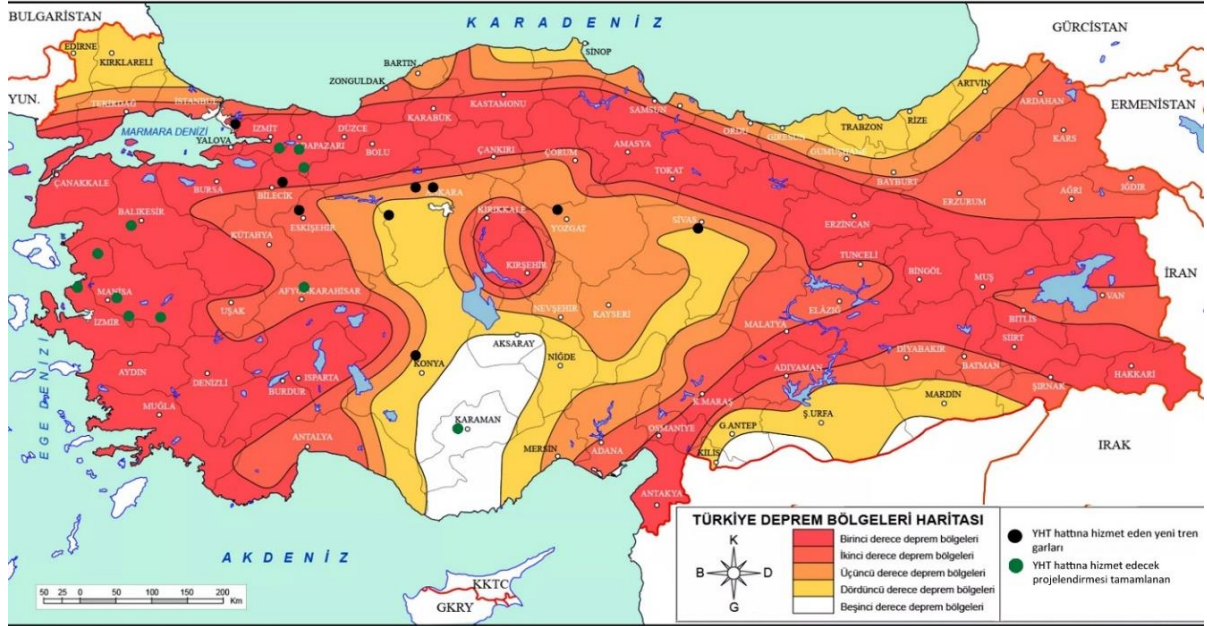 BULGARİSTAN
KARADENİZ
GÜRCİSTAN
EDİRNE
KIRKLARELİ
SİNOP
BARTIN
ZONGULDAK
ARTVİN
YUN.
TEKİRDAĞ
İSTANBUL
KASTAMONU
SAMSUN
ARDAHAN
ERMENİSTAN
MARMARA DENİZİ
İZMİT
DÜZCE
KARABÜK
ORDU
GİRESUN
TRABZON
RİZE
KARS
YALOVA
ADAPAZARI
BOLU
ÇANKIRI
ÇORUM
AMASYA
GÜMÜŞHANE
ÇANAKKALE
BURSA
BİLECİK
TOKAT
BAYBURT
ERZURUM
AĞRI
IĞDIR
BALIKESİR
ESKİŞEHİR
KARA
KIRIKKALE
YOZGAT
SİVAS
ERZİNCAN
KÜTAHYA
TUNCELİ
BİNGÖL
MUŞ
İRAN
MANİSA
UŞAK
AFYONKARAHİSAR
KIRŞEHİR
NEVŞEHİR
KAYSERİ
ELAZIĞ
VAN
BİTLİS
İZMİR
MALATYA
SİİRT
EGE DENİZİ
AYDIN
DENİZLİ
BURDUR
ISPARTA
KONYA
AKSARAY
NİĞDE
ADIYAMAN
DİYABAKIR
BATMAN
ŞIRNAK
HAKKARİ
MUĞLA
ANTALYA
KARAMAN
MERSİN
ADANA
OSMANİYE
K.MARAŞ
G.ANTEP
Ş.URFA
MARDİN
KİLİS
IRAK
ANTAKYA
AKDENİZ
KKTC
GKRY
50 25 0 50 100 150 200
Km
TÜRKİYE DEPREM BÖLGELERİ HARİTASI
K
B D
G
Birinci derece deprem bölgeleri
İkinci derece deprem bölgeleri
Üçüncü derece deprem bölgeleri
Dördüncü derece deprem bölgeleri
Beşinci derece deprem bölgeleri
YHT hattına hizmet eden yeni tren
garları
YHT hattına hizmet edecek
projelendirmesi tamamlanan